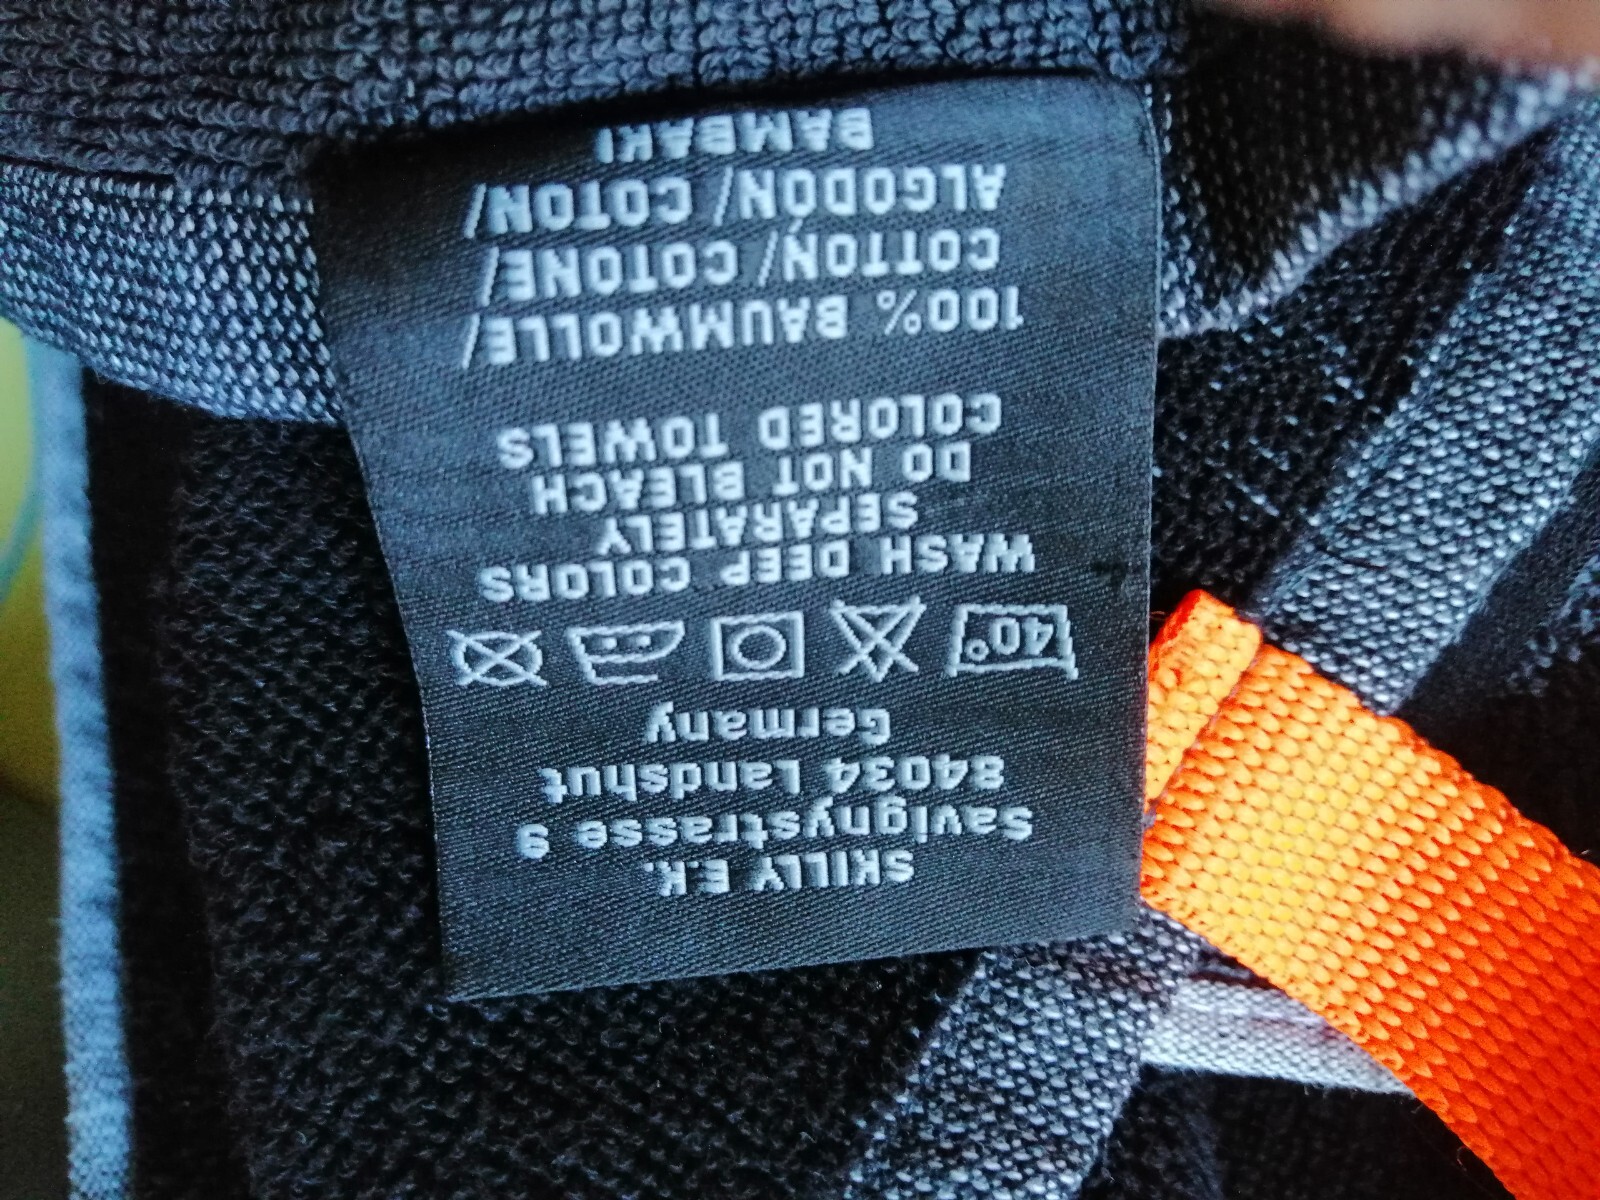 SKILLY E.K.
Savignystrasse 9
84034 Landshut
Germany
40°
WASH DEEP COLORS
SEPARATELY
DO NOT BLEACH
COLORED TOWELS
100% BAUMWOLLE/
COTTON/ COTONE/
ALGODÓN/ COTON/
BAMBAKI